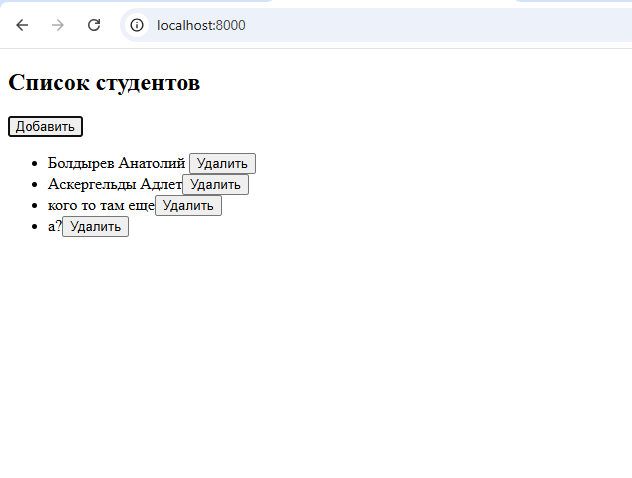 localhost:8000
Список студентов
Добавить
Болдырев Анатолий Удалить
Аскергельды Адлет Удалить
кого то там еще Удалить
а? Удалить